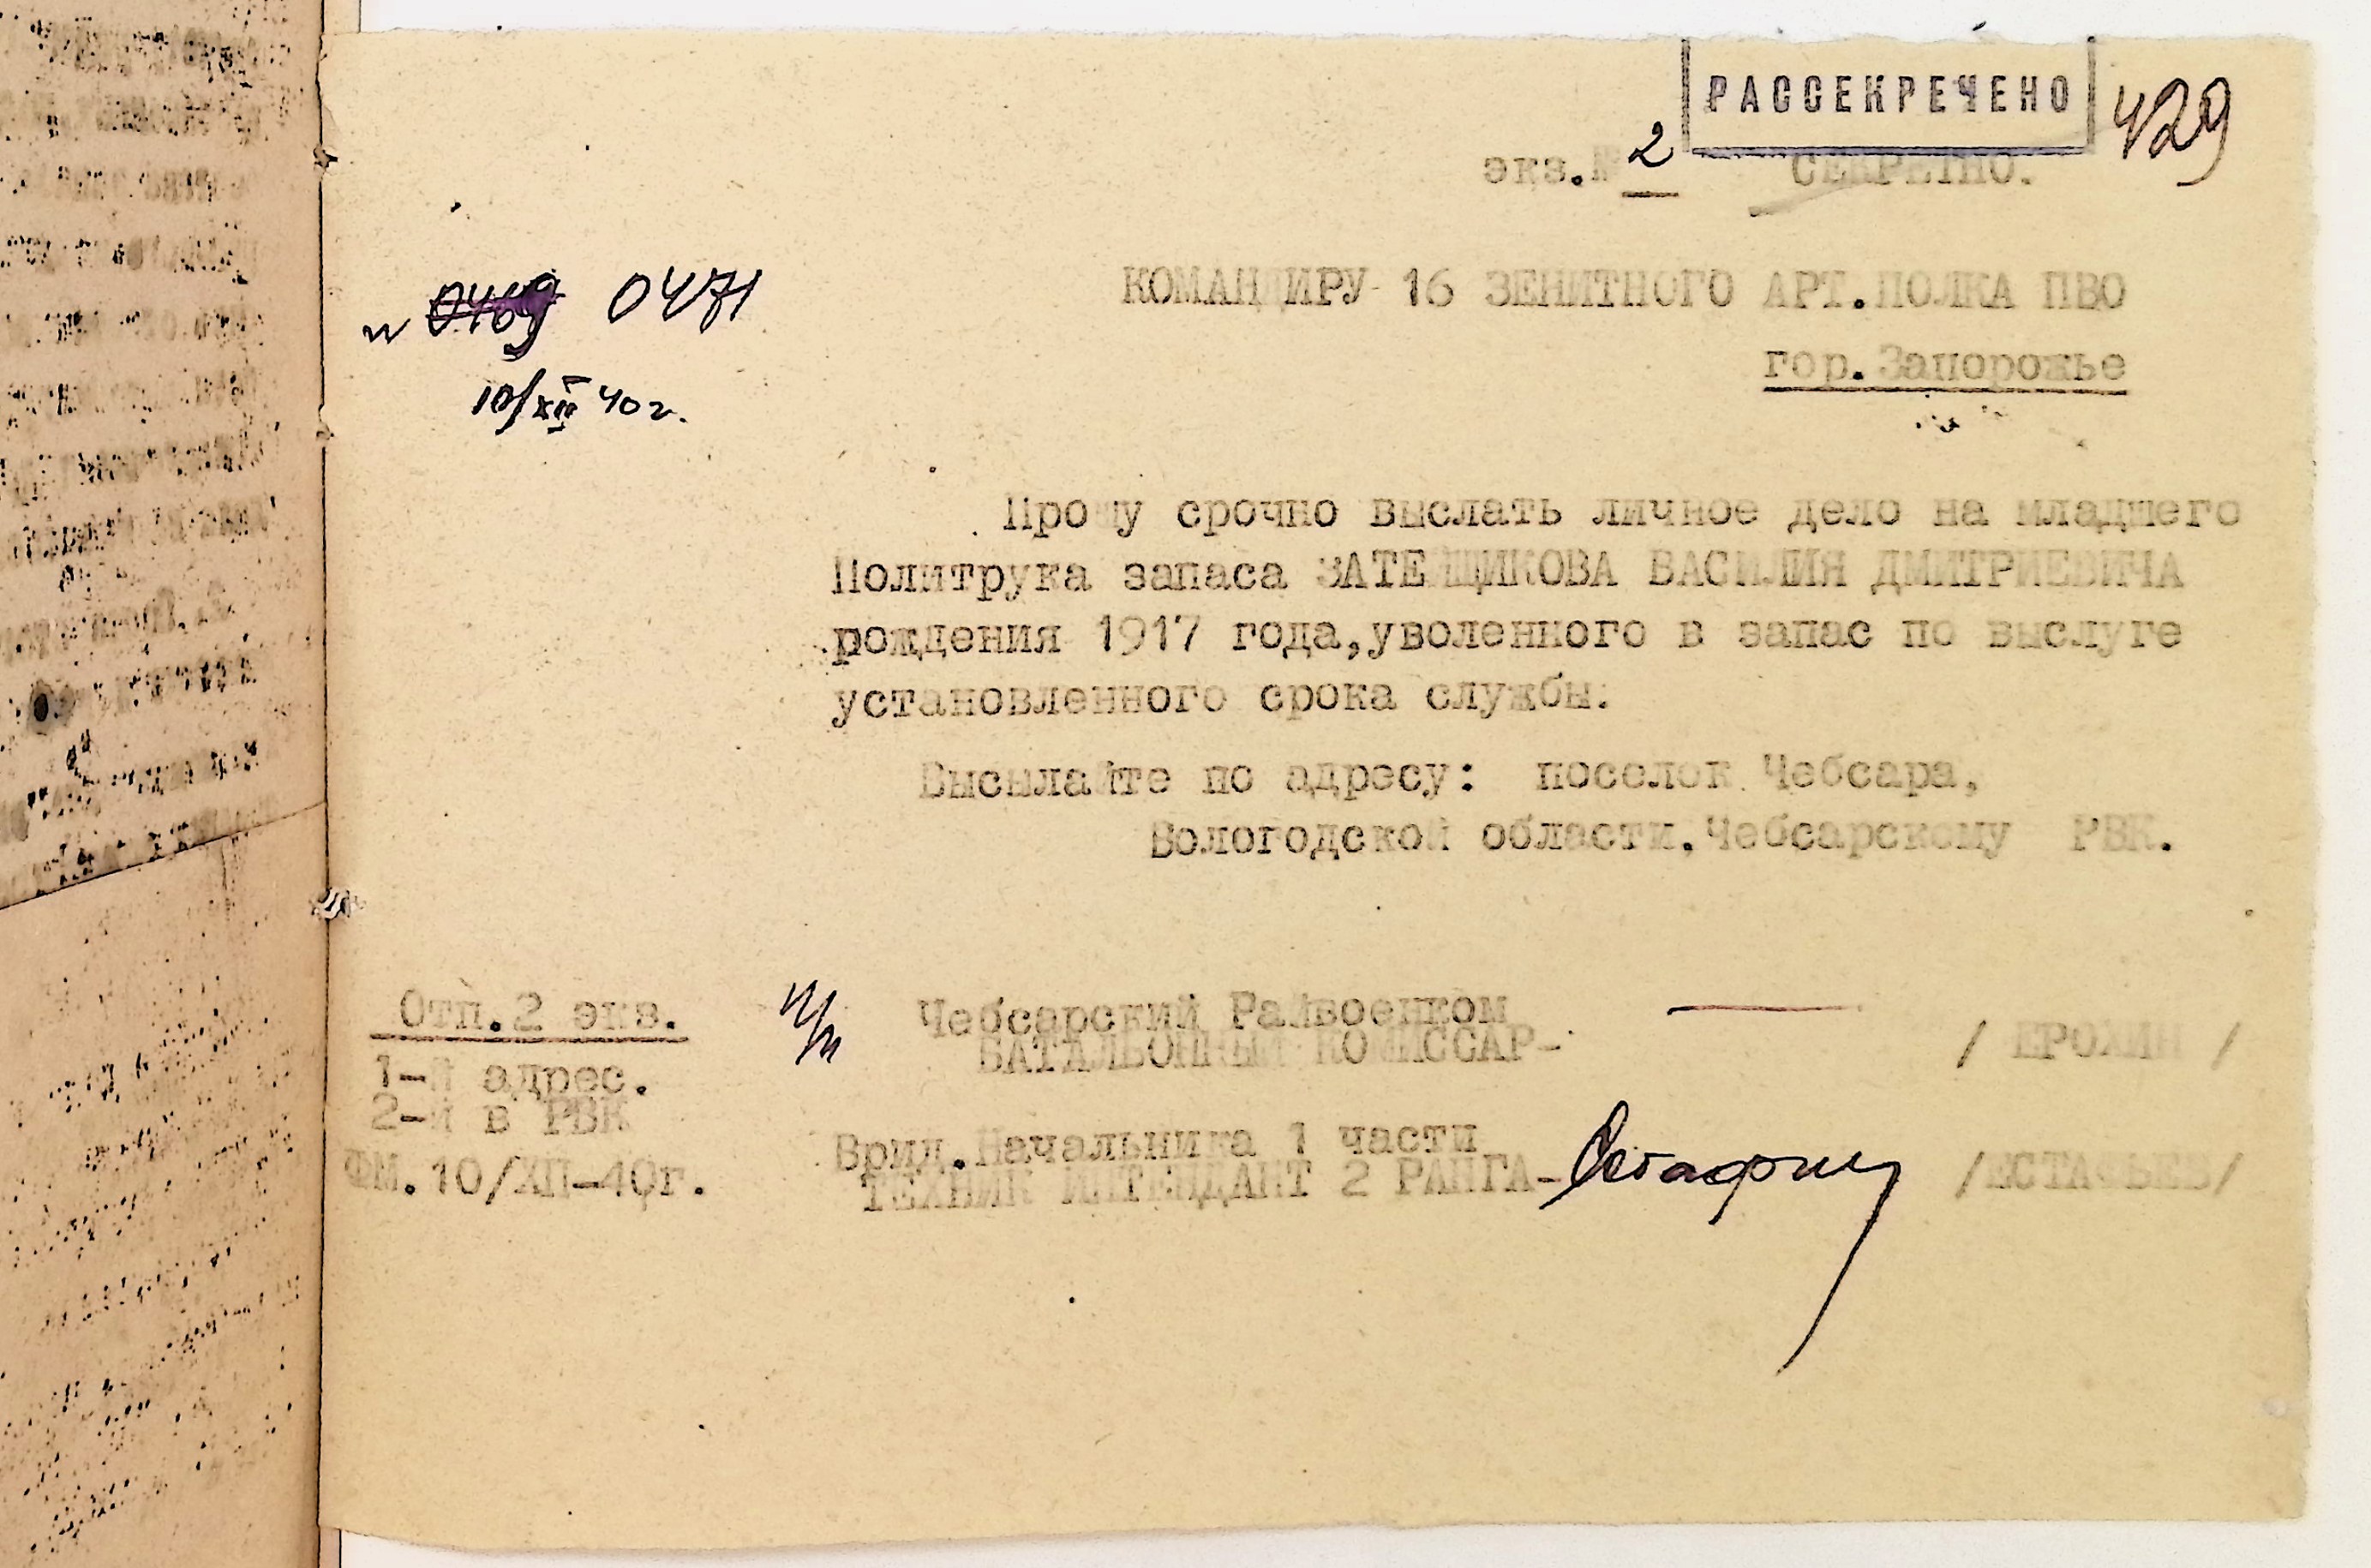 РАССЕКРЕЧЕНО
429
экз.№ 2 СЕКРЕТНО.
№ 0469 0471
10/XII 40г.
КОМАНДИРУ 16 ЗЕНИТНОГО АРТ.ПОЛКА ПВО
гор.Запорожье
Прошу срочно выслать личное дело на младшего
Политрука запаса ЗАТЕЙЩИКОВА ВАСИЛИЯ ДМИТРИЕВИЧА
рождения 1917 года,уволенного в запас по выслуге
установленного срока службы.
Высылайте по адресу: поселок Чебсара,
Вологодской области.Чебсарскому РВК.
Отп.2 экз.
1-й адрес.
2-й в РВК
ФМ.10/ХП-40г.
п/п Чебсарский Райвоенком
БАТАЛЬОННЫЙ КОМИССАР- / ЕРОХИН /
Врид.Начальника 1 части
ТЕХНИК ИНТЕНДАНТ 2 РАНГА- /ЕСТАФЬЕВ/